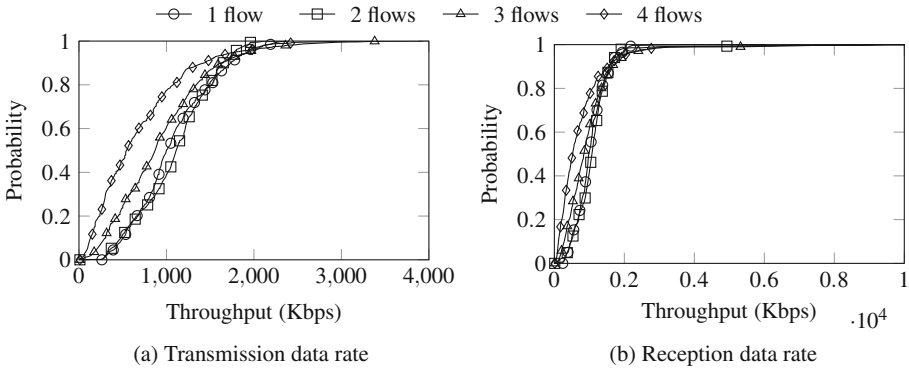 1 flow 2 flows 3 flows 4 flows
1
0.8
0.6
0.4
0.2
0
Probability
0 1,000 2,000 3,000 4,000
Throughput (Kbps)
(a) Transmission data rate
1
0.8
0.6
0.4
0.2
0
Probability
0 0.2 0.4 0.6 0.8 1
Throughput (Kbps) ·10^4
(b) Reception data rate